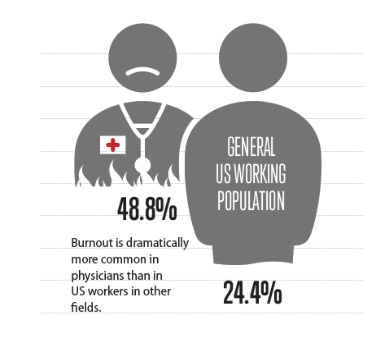 GENERAL
US WORKING
POPULATION
48.8%
Burnout is dramatically
more common in
physicians than in
US workers in other
fields.
24.4%